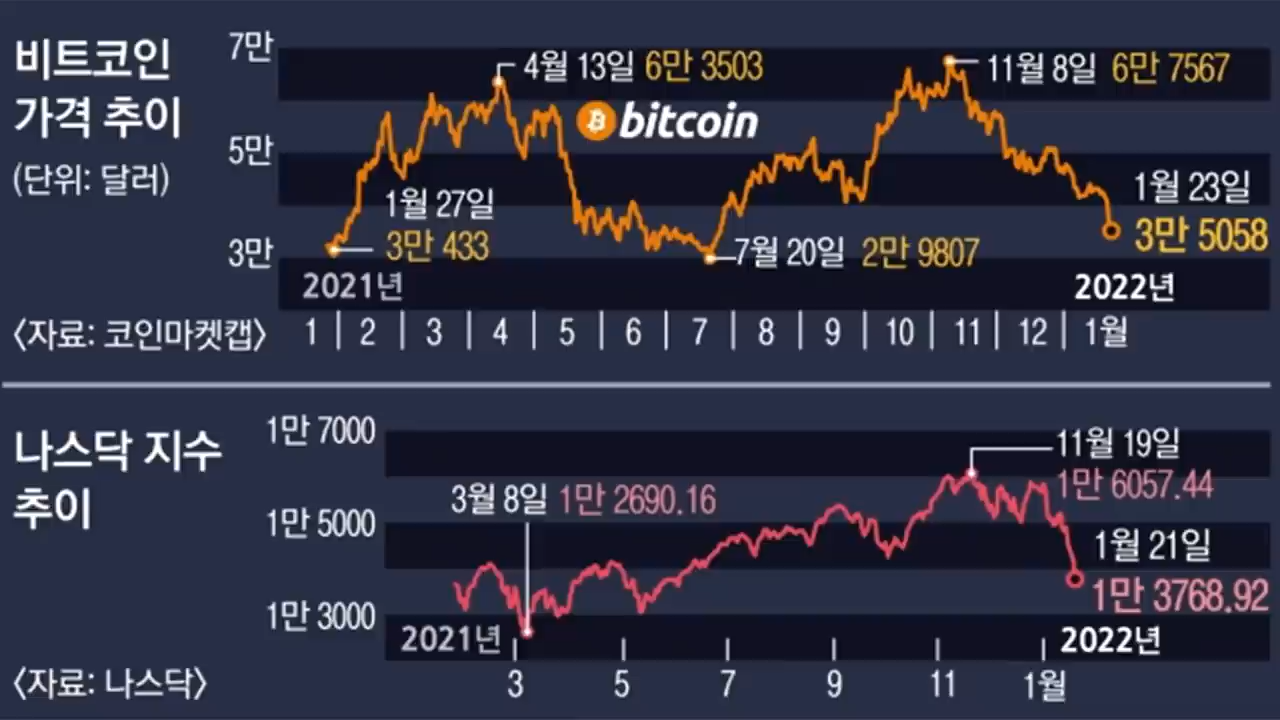 비트코인
가격 추이
(단위: 달러)
7만
5만
3만
4월 13일 6만 3503
bitcoin
11월 8일 6만 7567
1월 27일
3만 433
7월 20일 2만 9807
1월 23일
3만 5058
2021년
2022년
〈자료: 코인마켓캡〉
1 2 3 4 5 6 7 8 9 10 11 12 1월
나스닥 지수
추이
1만 7000
1만 5000
1만 3000
3월 8일 1만 2690.16
11월 19일
1만 6057.44
1월 21일
1만 3768.92
2021년
2022년
〈자료: 나스닥〉
3 5 7 9 11 1월